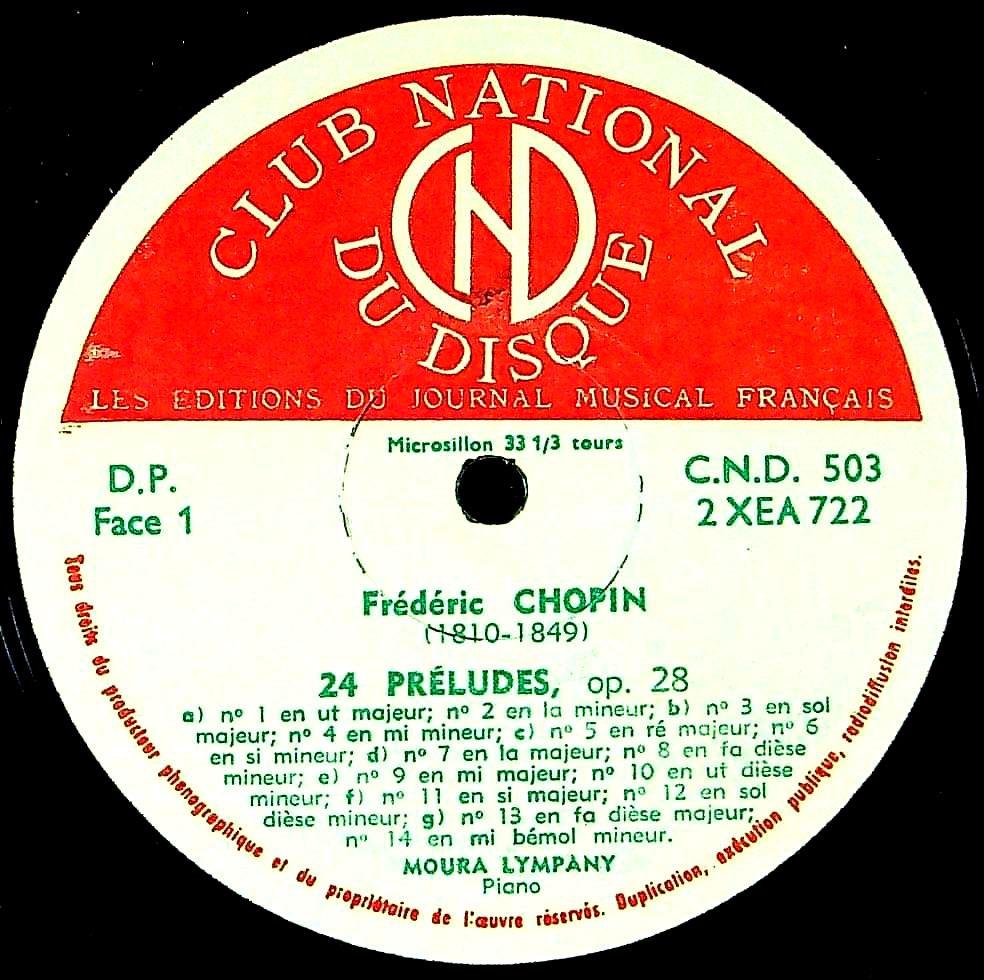 CLUB NATIONAL
CND
DU DISQUE
LES EDITIONS DU JOURNAL MUSICAL FRANÇAIS
Microsillon 33 1/3 tours
D.P.
Face 1
C.N.D. 503
2 XEA 722
Frédéric CHOPIN
(1810-1849)
24 PRÉLUDES, op. 28
a) nº 1 en ut majeur; nº 2 en la mineur; b) nº 3 en sol
majeur; nº 4 en mi mineur; c) nº 5 en ré majeur; nº 6
en si mineur; d) nº 7 en la majeur; nº 8 en fa dièse
mineur; e) nº 9 en mi majeur; nº 10 en ut dièse
mineur; f) nº 11 en si majeur; nº 12 en sol
dièse mineur; g) nº 13 en fa dièse majeur;
nº 14 en mi bémol mineur.
MOURA LYMPANY
Piano
Tous droits du producteur phonographique et du propriétaire de l'œuvre réservés. Duplication, exécution publique, radiodiffusion interdites.